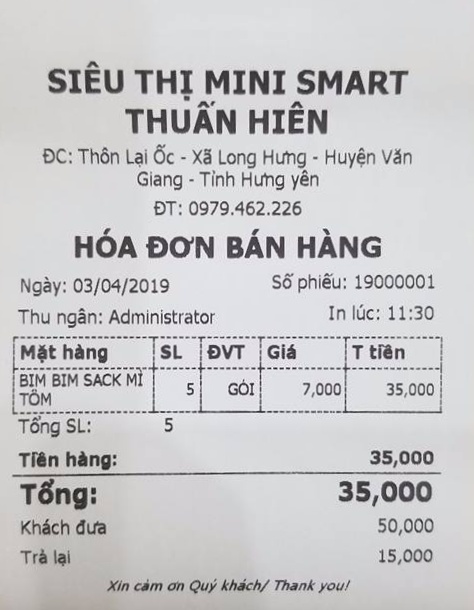 SIÊU THỊ MINI SMART
THUẤN HIÊN
ĐC: Thôn Lại Ốc - Xã Long Hưng - Huyện Văn
Giang - Tỉnh Hưng yên
ĐT: 0979.462.226
HÓA ĐƠN BÁN HÀNG
Ngày: 03/04/2019 Số phiếu: 19000001
Thu ngân: Administrator In lúc: 11:30
Mặt hàng SL ĐVT Giá T tiền
BIM BIM SACK MÌ
TÔM 5 GÓI 7,000 35,000
Tổng SL: 5
Tiền hàng: 35,000
Tổng: 35,000
Khách đưa 50,000
Trả lại 15,000
Xin cảm ơn Quý khách/ Thank you!